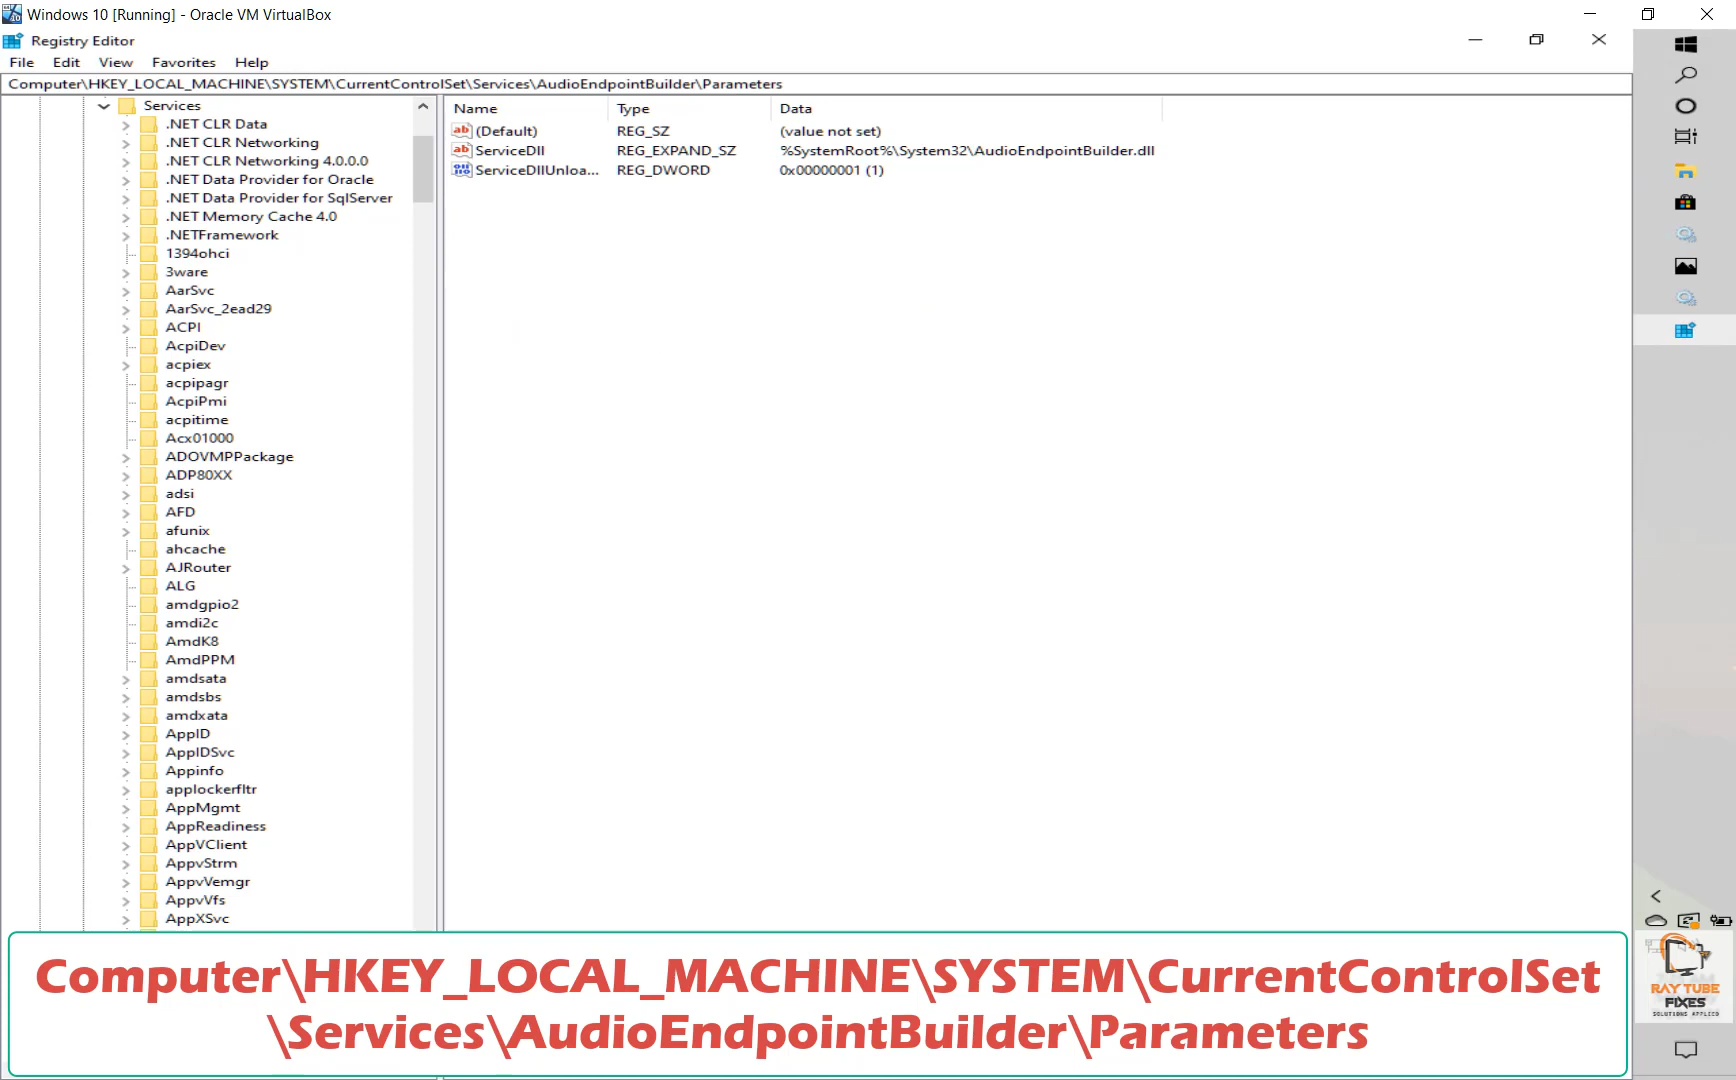 Windows 10 [Running] - Oracle VM VirtualBox
Registry Editor
File Edit View Favorites Help
Computer\HKEY_LOCAL_MACHINE\SYSTEM\CurrentControlSet\Services\AudioEndpointBuilder\Parameters
Services
.NET CLR Data
.NET CLR Networking
.NET CLR Networking 4.0.0.0
.NET Data Provider for Oracle
.NET Data Provider for SqlServer
.NET Memory Cache 4.0
.NETFramework
1394ohci
3ware
AarSvc
AarSvc_2ead29
ACPI
AcpiDev
acpiex
acpipagr
AcpiPmi
acpitime
Acx01000
ADOVMPPackage
ADP80XX
adsi
AFD
afunix
ahcache
AJRouter
ALG
amdgpio2
amdi2c
AmdK8
AmdPPM
amdsata
amdsbs
amdxata
AppID
AppIDSvc
Appinfo
applockerfltr
AppMgmt
AppReadiness
AppVClient
AppvStrm
AppvVemgr
AppvVfs
AppXSvc
Name Type Data
(Default) REG_SZ (value not set)
ServiceDll REG_EXPAND_SZ %SystemRoot%\System32\AudioEndpointBuilder.dll
ServiceDllUnloa... REG_DWORD 0x00000001 (1)
Computer\HKEY_LOCAL_MACHINE\SYSTEM\CurrentControlSet
\Services\AudioEndpointBuilder\Parameters
RAY TUBE
FIXES
SOLUTIONS APPLIED